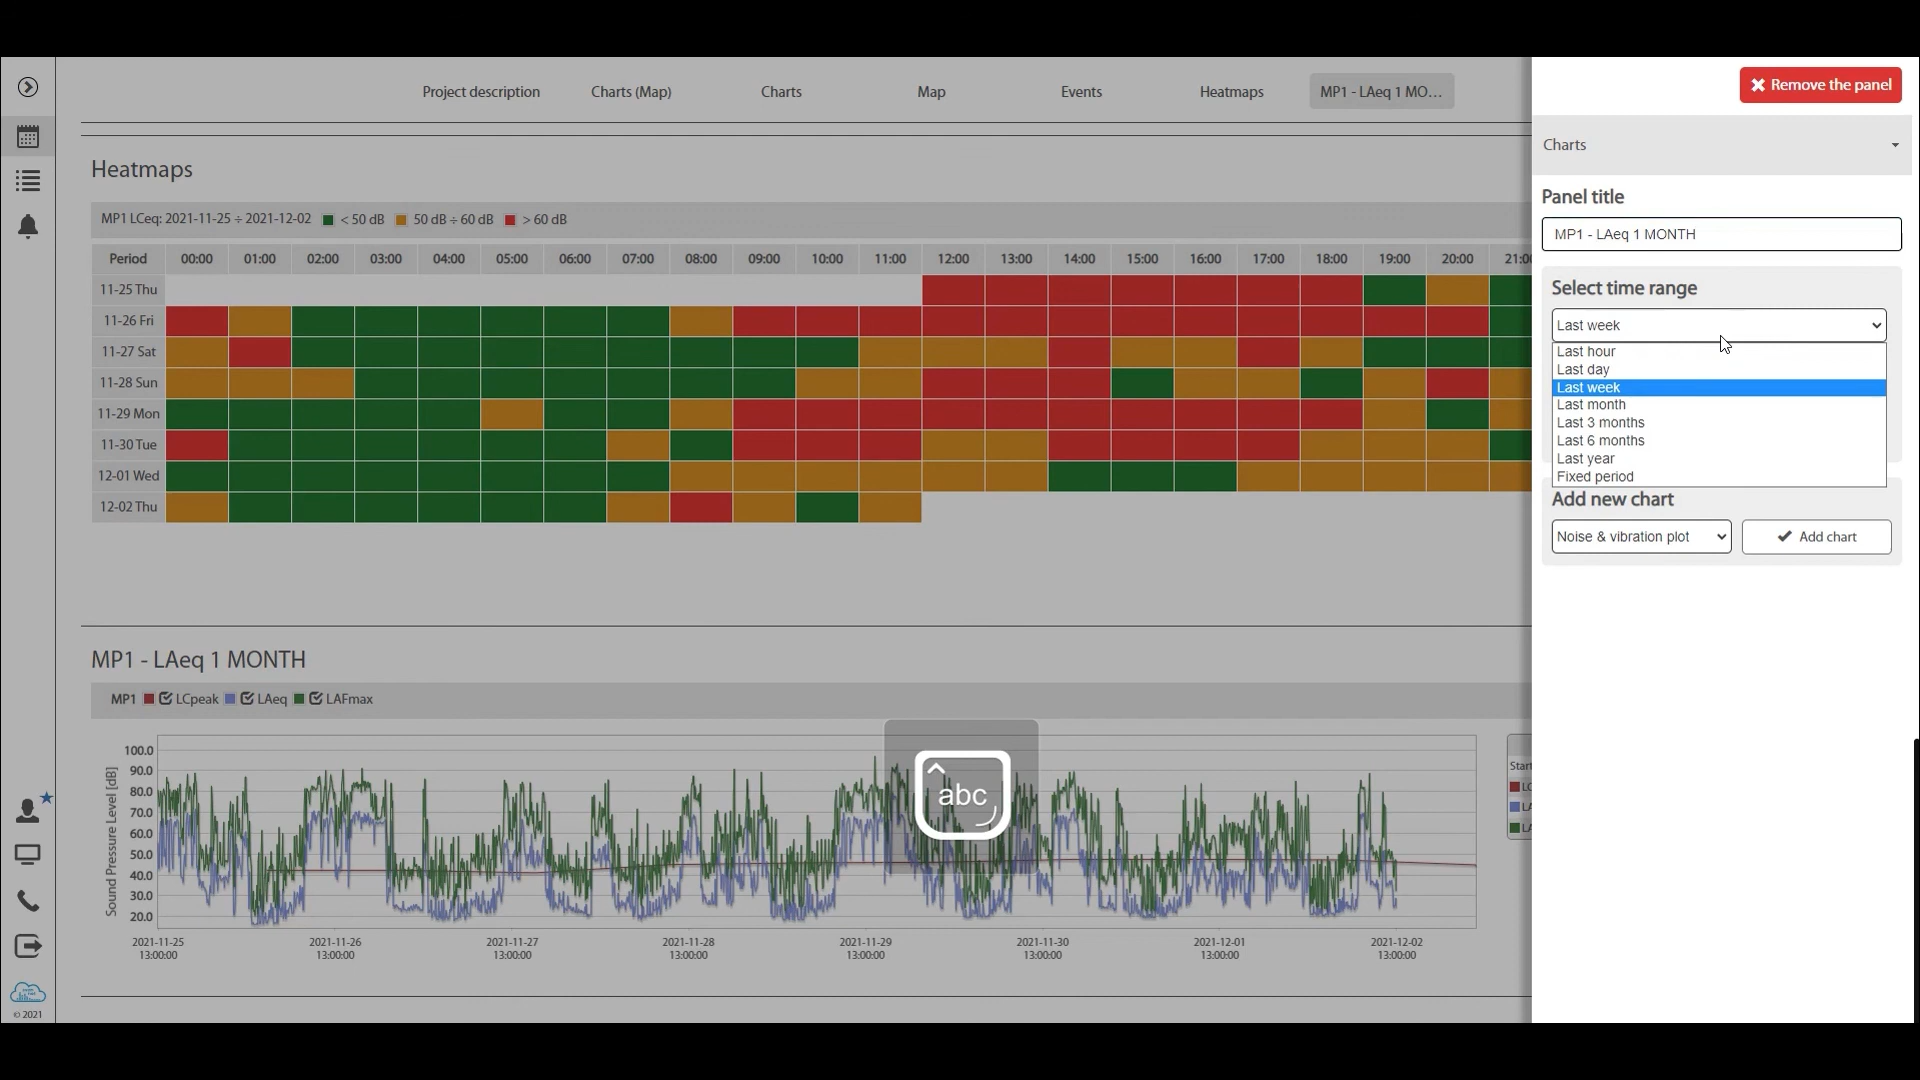 Project description Charts (Map) Charts Map Events Heatmaps MP1 - LAeq 1 MO...
Heatmaps
MP1 LCeq: 2021-11-25 ÷ 2021-12-02 < 50 dB 50 dB ÷ 60 dB > 60 dB
Period 00:00 01:00 02:00 03:00 04:00 05:00 06:00 07:00 08:00 09:00 10:00 11:00 12:00 13:00 14:00 15:00 16:00 17:00 18:00 19:00 20:00 21:00
11-25 Thu
11-26 Fri
11-27 Sat
11-28 Sun
11-29 Mon
11-30 Tue
12-01 Wed
12-02 Thu
MP1 - LAeq 1 MONTH
MP1 LCpeak LAeq LAFmax
Sound Pressure Level [dB]
100.0
90.0
80.0
70.0
60.0
50.0
40.0
30.0
20.0
2021-11-25 2021-11-26 2021-11-27 2021-11-28 2021-11-29 2021-11-30 2021-12-01 2021-12-02
13:00:00 13:00:00 13:00:00 13:00:00 13:00:00 13:00:00 13:00:00 13:00:00
Start
LC
LA
LA
abc
© 2021
Remove the panel
Charts
Panel title
MP1 - LAeq 1 MONTH
Select time range
Last week
Last hour
Last day
Last week
Last month
Last 3 months
Last 6 months
Last year
Fixed period
Add new chart
Noise & vibration plot Add chart